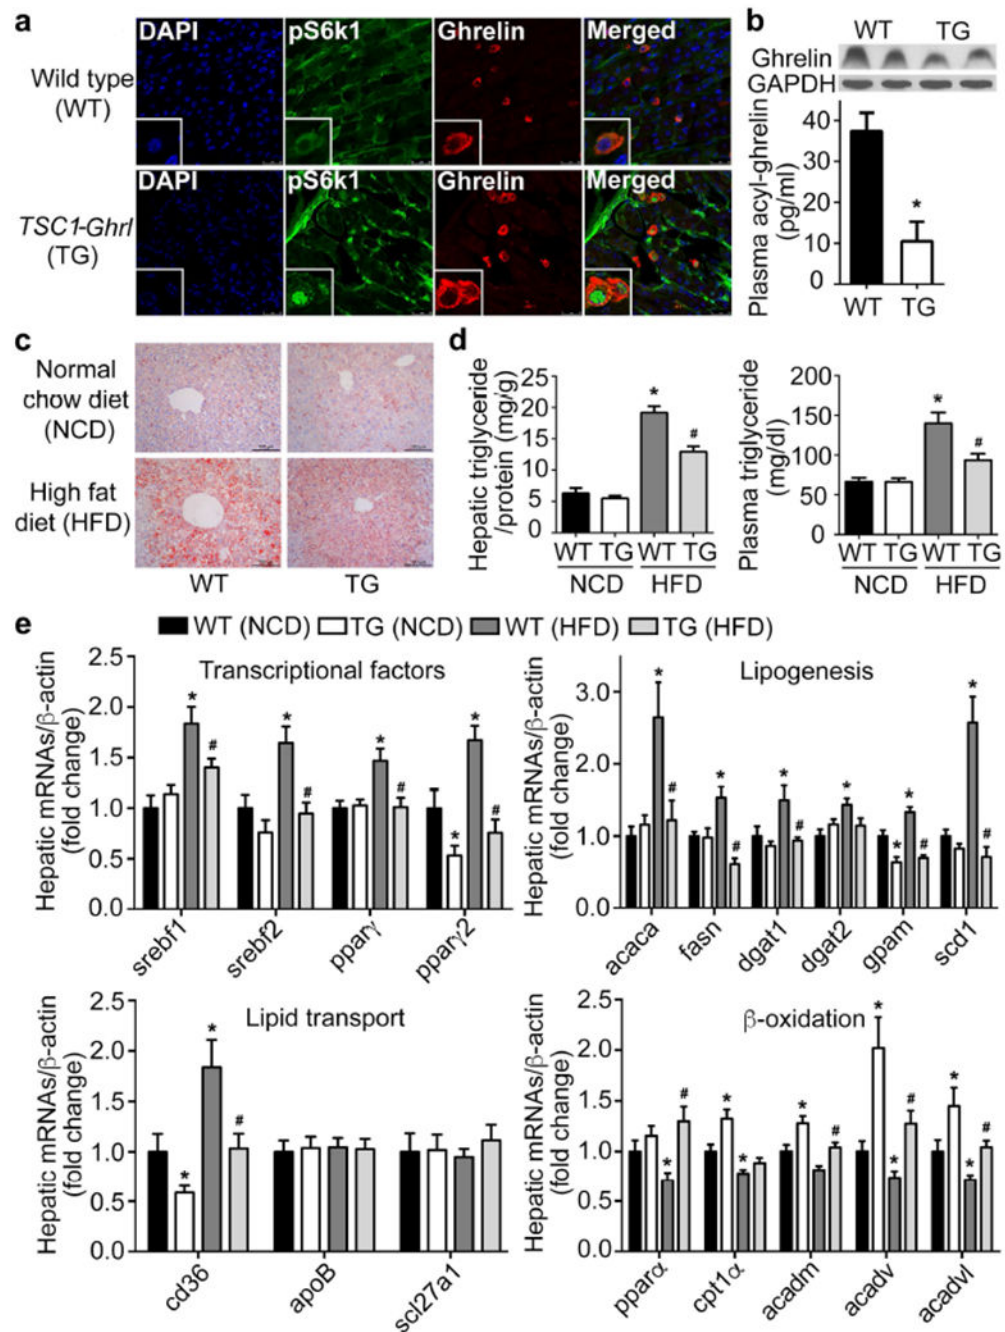 a
DAPI pS6k1 Ghrelin Merged
Wild type
(WT)
DAPI pS6k1 Ghrelin Merged
TSC1-Ghrl
(TG)
b
WT TG
Ghrelin
GAPDH
Plasma acyl-ghrelin
(pg/ml)
40
30
20
10
0
*
WT TG
c
Normal
chow diet
(NCD)
High fat
diet (HFD)
WT TG
d
Hepatic triglyceride
/protein (mg/g)
25
20
15
10
5
0
* #
WT TG WT TG
NCD HFD
Plasma triglyceride
(mg/dl)
200
150
100
50
0
* #
WT TG WT TG
NCD HFD
e
WT (NCD) TG (NCD) WT (HFD) TG (HFD)
Transcriptional factors
Hepatic mRNAs/β-actin
(fold change)
2.5
2.0
1.5
1.0
0.5
0.0
* # * # * # * * #
srebf1 srebf2 pparγ pparγ2
Lipogenesis
Hepatic mRNAs/β-actin
(fold change)
3.0
2.0
1.0
0.0
* # * # * # * * * # * #
acaca fasn dgat1 dgat2 gpam scd1
Lipid transport
Hepatic mRNAs/β-actin
(fold change)
2.5
2.0
1.5
1.0
0.5
0.0
* * #
cd36 apoB scl27a1
β-oxidation
Hepatic mRNAs/β-actin
(fold change)
2.5
2.0
1.5
1.0
0.5
0.0
* # * * * # * * # * * #
pparα cpt1α acadm acadv acadvl